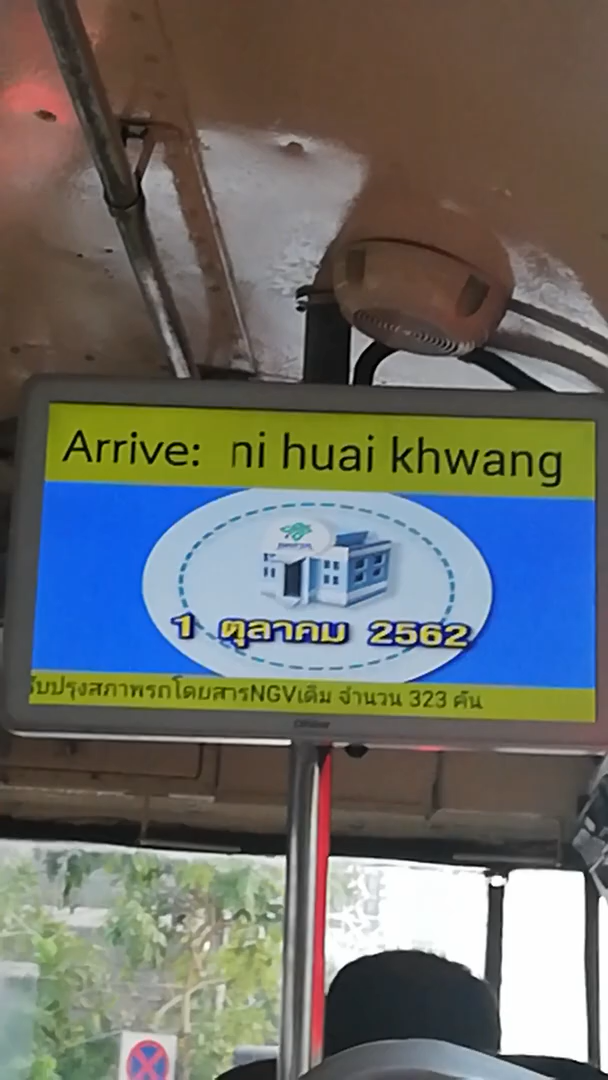 Arrive: ni huai khwang
1 ตุลาคม 2562
รับปรุงสภาพรถโดยสารNGVเดิม จำนวน 323 คัน